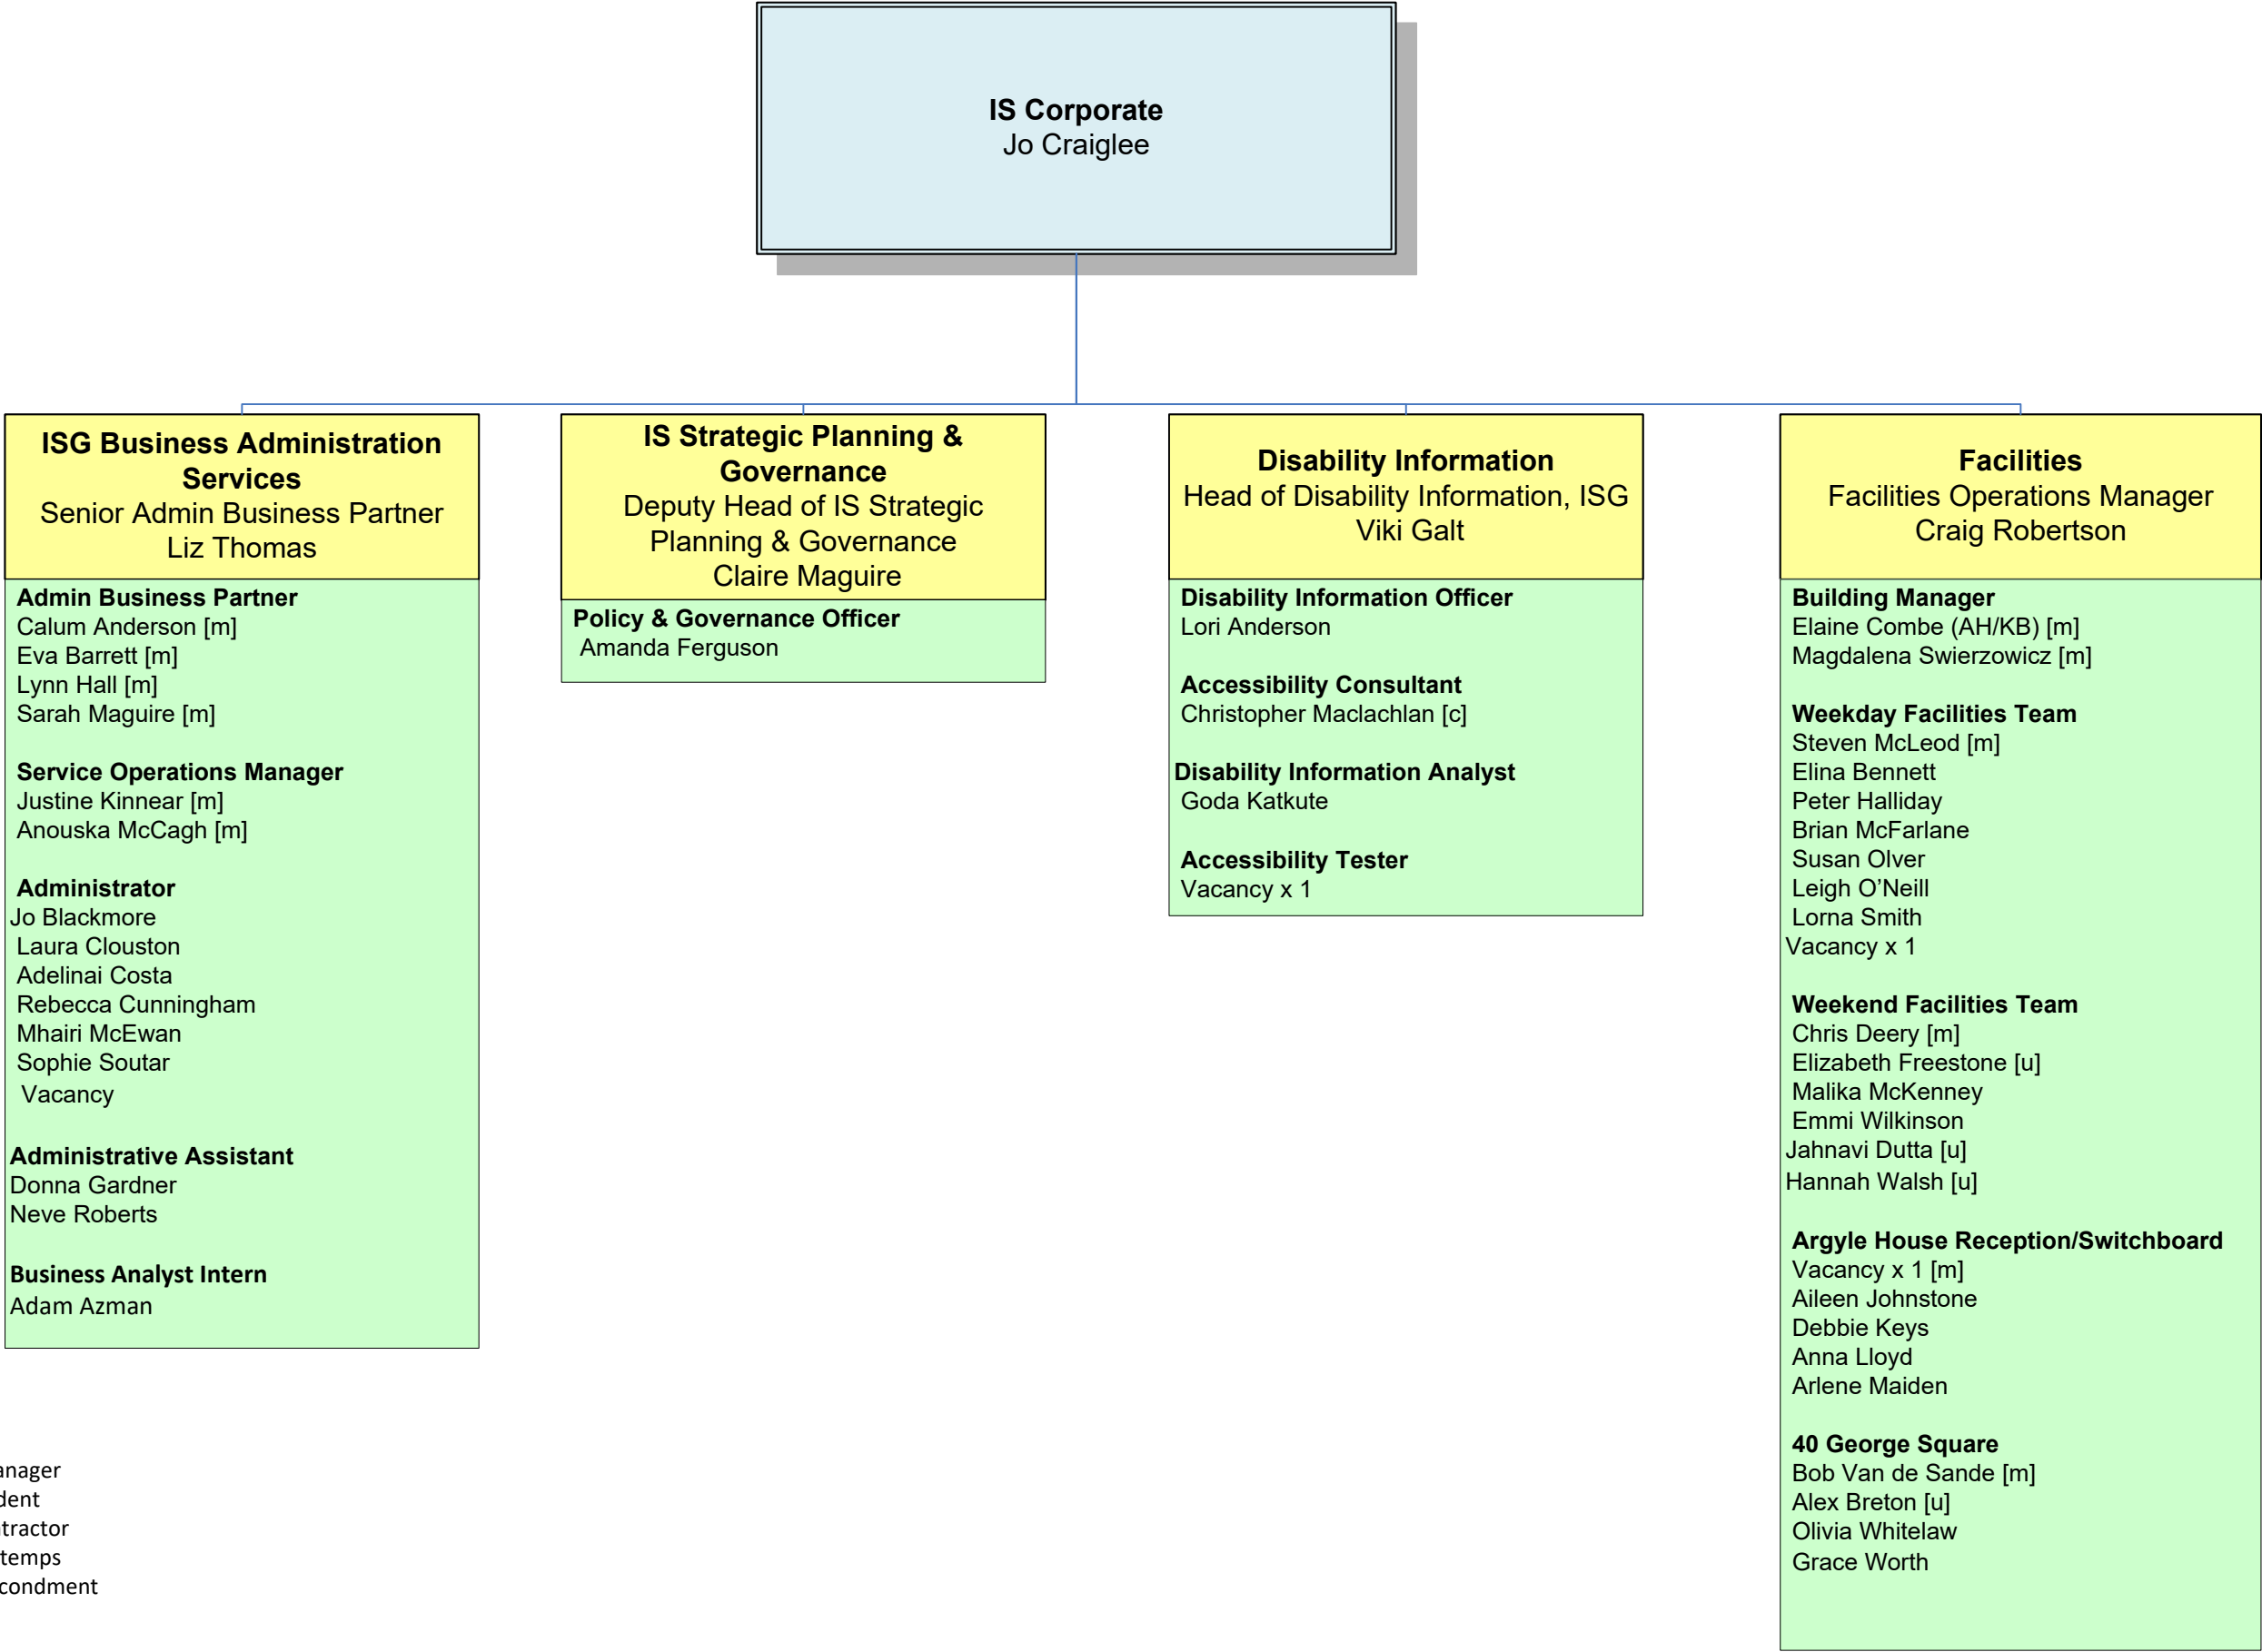 IS Corporate
Jo Craiglee
ISG Business Administration
Services
Senior Admin Business Partner
Liz Thomas
Admin Business Partner
Calum Anderson [m]
Eva Barrett [m]
Lynn Hall [m]
Sarah Maguire [m]
Service Operations Manager
Justine Kinnear [m]
Anouska McCagh [m]
Administrator
Jo Blackmore
Laura Clouston
Adelinai Costa
Rebecca Cunningham
Mhairi McEwan
Sophie Soutar
Vacancy
Administrative Assistant
Donna Gardner
Neve Roberts
Business Analyst Intern
Adam Azman
IS Strategic Planning &
Governance
Deputy Head of IS Strategic
Planning & Governance
Claire Maguire
Policy & Governance Officer
Amanda Ferguson
Disability Information
Head of Disability Information, ISG
Viki Galt
Disability Information Officer
Lori Anderson
Accessibility Consultant
Christopher Maclachlan [c]
Disability Information Analyst
Goda Katkute
Accessibility Tester
Vacancy x 1
Facilities
Facilities Operations Manager
Craig Robertson
Building Manager
Elaine Combe (AH/KB) [m]
Magdalena Swierzowicz [m]
Weekday Facilities Team
Steven McLeod [m]
Elina Bennett
Peter Halliday
Brian McFarlane
Susan Olver
Leigh O’Neill
Lorna Smith
Vacancy x 1
Weekend Facilities Team
Chris Deery [m]
Elizabeth Freestone [u]
Malika McKenney
Emmi Wilkinson
Jahnavi Dutta [u]
Hannah Walsh [u]
Argyle House Reception/Switchboard
Vacancy x 1 [m]
Aileen Johnstone
Debbie Keys
Anna Lloyd
Arlene Maiden
40 George Square
Bob Van de Sande [m]
Alex Breton [u]
Olivia Whitelaw
Grace Worth
anager
dent
tractor
temps
condment